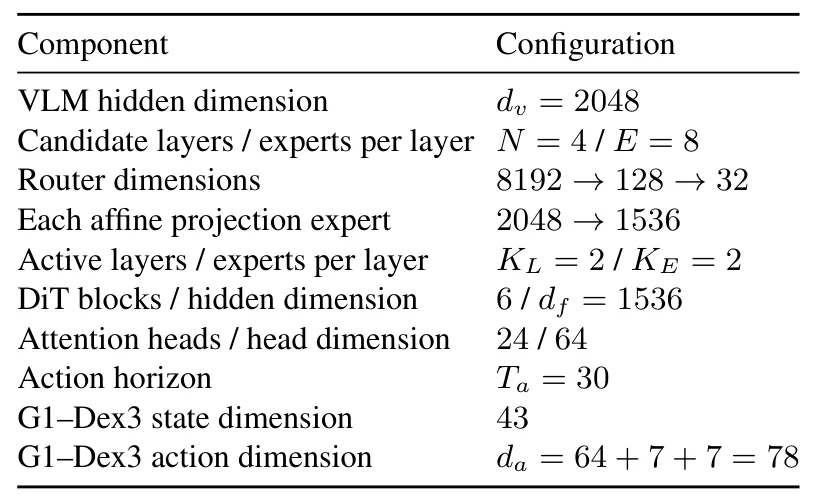 Component Configuration
VLM hidden dimension d_v = 2048
Candidate layers / experts per layer N = 4 / E = 8
Router dimensions 8192 → 128 → 32
Each affine projection expert 2048 → 1536
Active layers / experts per layer K_L = 2 / K_E = 2
DiT blocks / hidden dimension 6 / d_f = 1536
Attention heads / head dimension 24 / 64
Action horizon T_a = 30
G1–Dex3 state dimension 43
G1–Dex3 action dimension d_a = 64 + 7 + 7 = 78